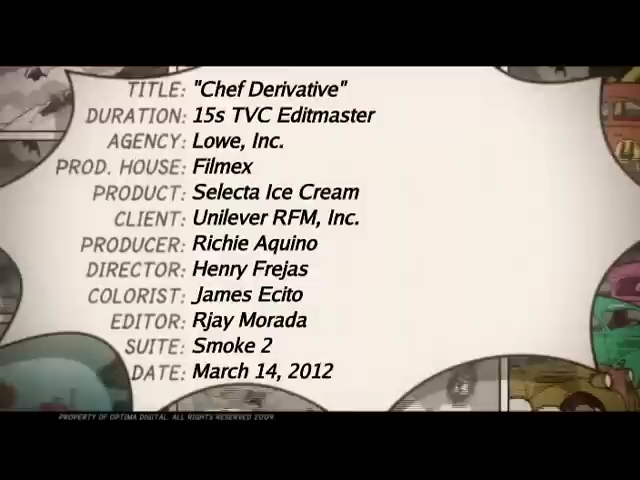 TITLE: "Chef Derivative"
DURATION: 15s TVC Editmaster
AGENCY: Lowe, Inc.
PROD. HOUSE: Filmex
PRODUCT: Selecta Ice Cream
CLIENT: Unilever RFM, Inc.
PRODUCER: Richie Aquino
DIRECTOR: Henry Frejas
COLORIST: James Ecito
EDITOR: Rjay Morada
SUITE: Smoke 2
DATE: March 14, 2012
PROPERTY OF OPTIMA DIGITAL. ALL RIGHTS RESERVED 2009.